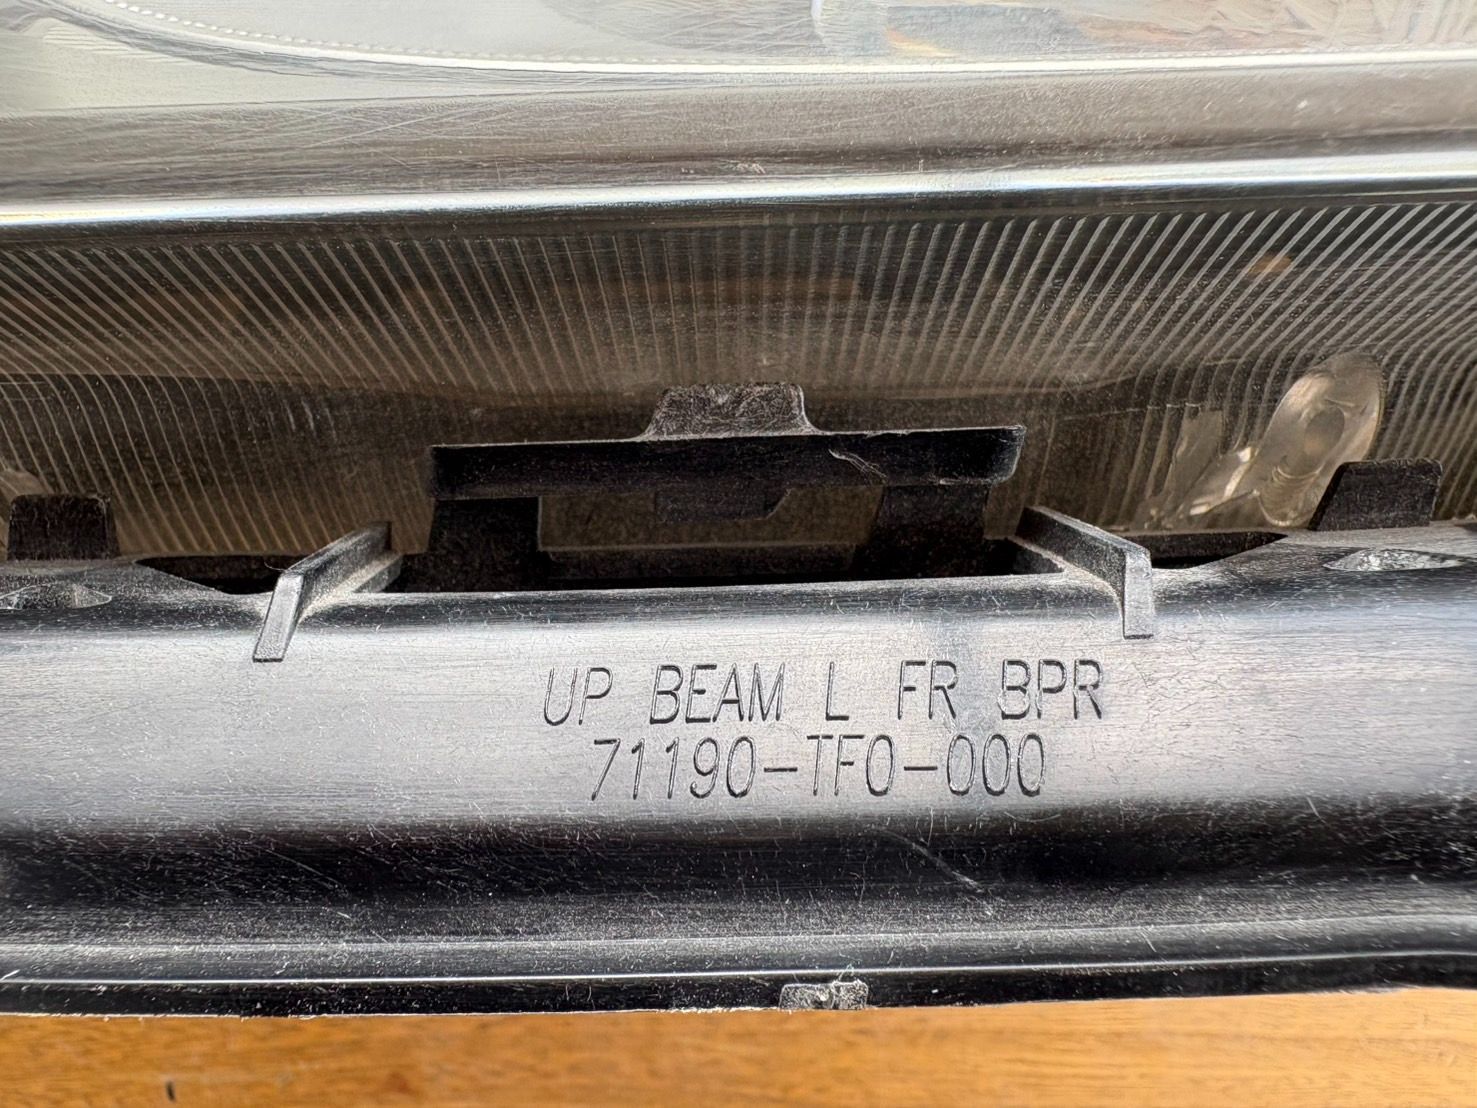 UP BEAM L FR BPR
71190-TF0-000